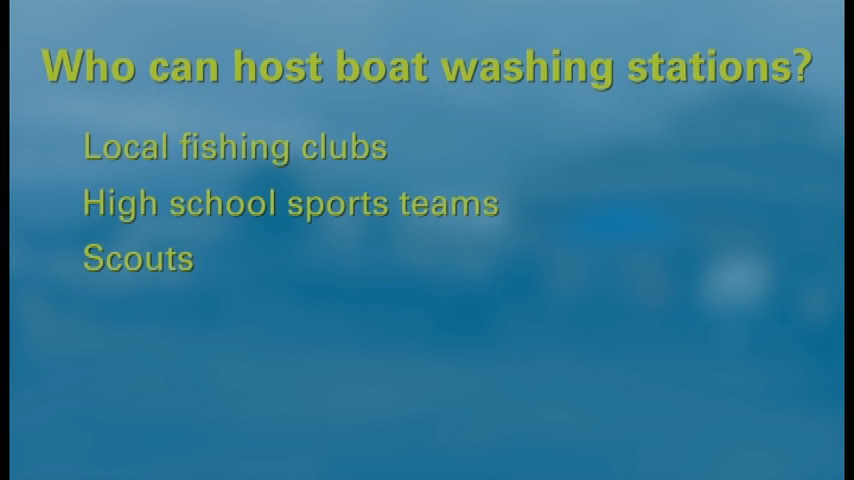 Who can host boat washing stations?
Local fishing clubs
High school sports teams
Scouts